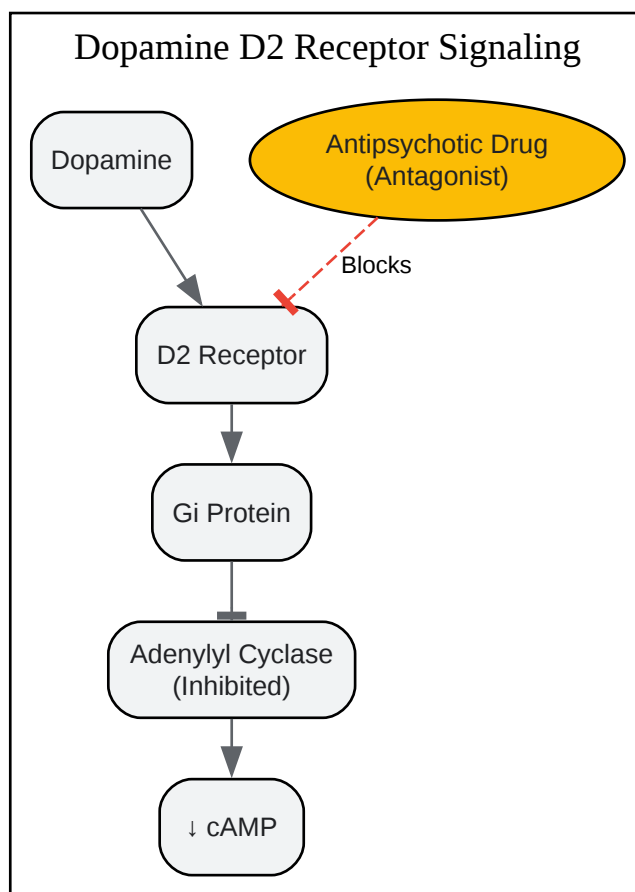 Dopamine D2 Receptor Signaling
Dopamine
Antipsychotic Drug
(Antagonist)
Blocks
D2 Receptor
Gi Protein
Adenylyl Cyclase
(Inhibited)
↓ cAMP